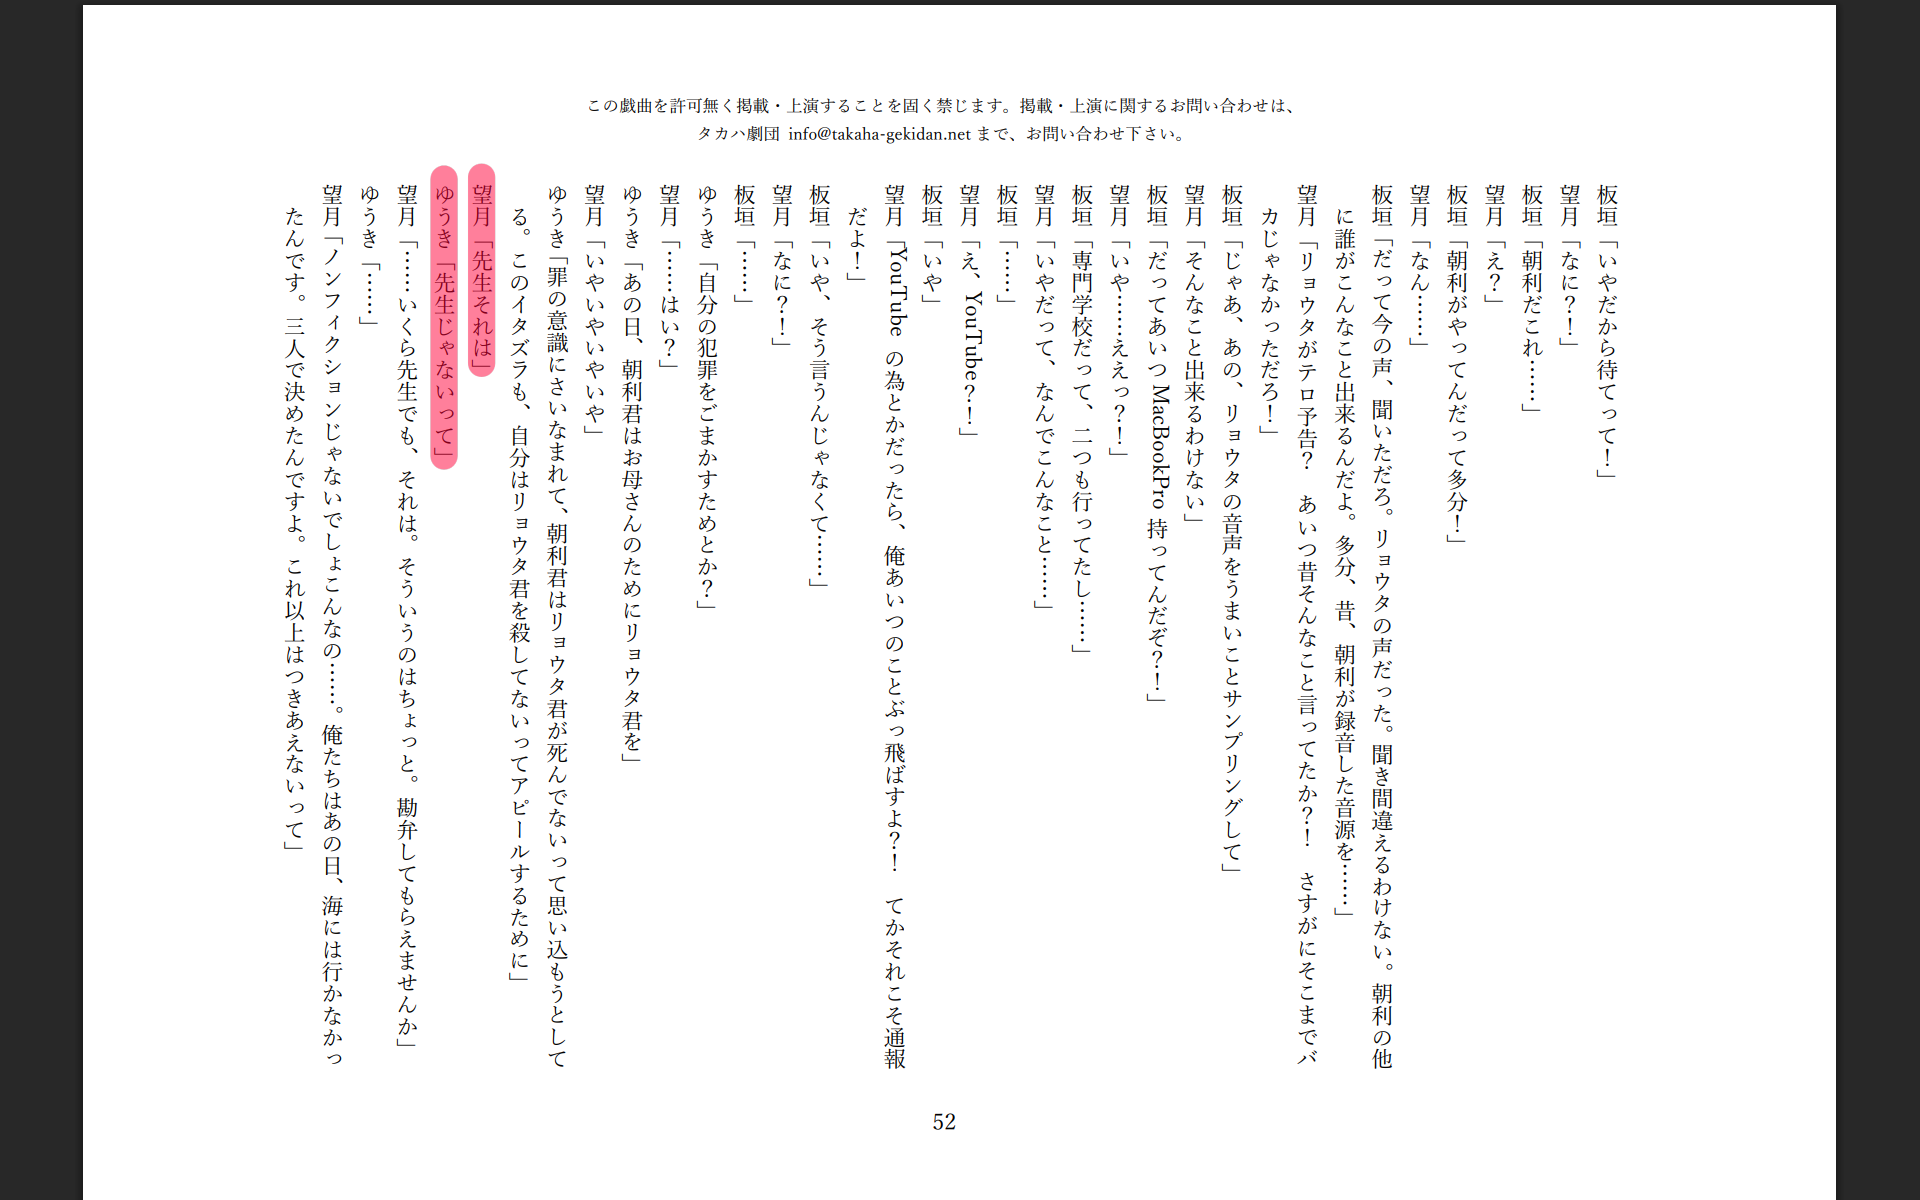 この戯曲を許可無く掲載・上演することを固く禁じます。掲載・上演に関するお問い合わせは、
タカハ劇団 info@takaha-gekidan.net まで、お問い合わせ下さい。
板垣「いやだから待てって！」
望月「なに？！」
板垣「朝利だこれ……」
望月「え？」
板垣「朝利がやってんだって多分！」
望月「なん……」
板垣「だって今の声、聞いただろ。リョウタの声だった。聞き間違えるわけない。朝利の他
に誰がこんなこと出来るんだよ。多分、昔、朝利が録音した音源を……」
望月「リョウタがテロ予告？　あいつ昔そんなこと言ってたか？！　さすがにそこまでバ
カじゃなかっただろ！」
板垣「じゃあ、あの、リョウタの音声をうまいことサンプリングして」
望月「そんなこと出来るわけない」
板垣「だってあいつ MacBookPro 持ってんだぞ？！」
望月「いや……ええっ？！」
板垣「専門学校だって、二つも行ってたし……」
望月「いやだって、なんでこんなこと……」
板垣「……」
望月「え、YouTube？！」
板垣「いや」
望月「YouTube の為とかだったら、俺あいつのことぶっ飛ばすよ？！　てかそれこそ通報
だよ！」
板垣「いや、そう言うんじゃなくて……」
望月「なに？！」
板垣「……」
ゆうき「自分の犯罪をごまかすためとか？」
望月「……はい？」
ゆうき「あの日、朝利君はお母さんのためにリョウタ君を」
望月「いやいやいやいや」
ゆうき「罪の意識にさいなまれて、朝利君はリョウタ君が死んでないって思い込もうとして
る。このイタズラも、自分はリョウタ君を殺してないってアピールするために」
望月「先生それは」
ゆうき「先生じゃないって」
望月「……いくら先生でも、それは。そういうのはちょっと。勘弁してもらえませんか」
ゆうき「……」
望月「ノンフィクションじゃないでしょこんなの……。俺たちはあの日、海には行かなかっ
たんです。三人で決めたんですよ。これ以上はつきあえないって」
52